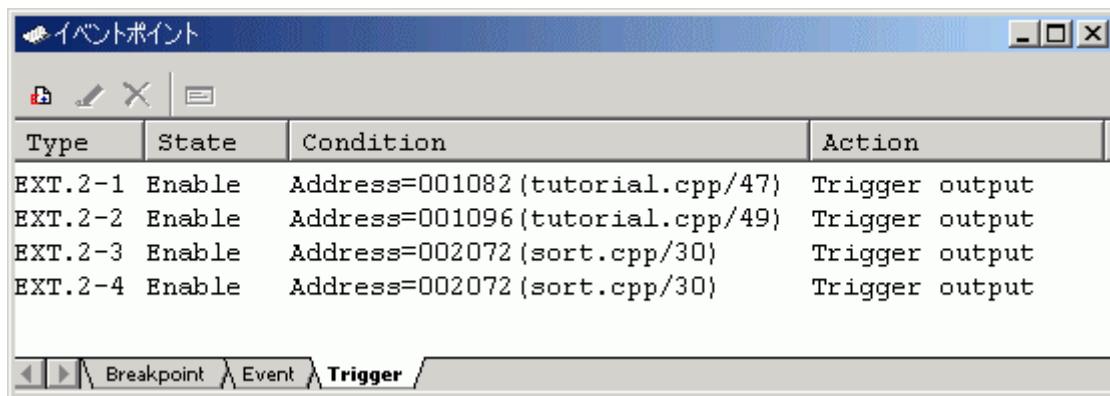 イベントポイント
Type State Condition Action
EXT.2-1 Enable Address=001082(tutorial.cpp/47) Trigger output
EXT.2-2 Enable Address=001096(tutorial.cpp/49) Trigger output
EXT.2-3 Enable Address=002072(sort.cpp/30) Trigger output
EXT.2-4 Enable Address=002072(sort.cpp/30) Trigger output
Breakpoint Event Trigger